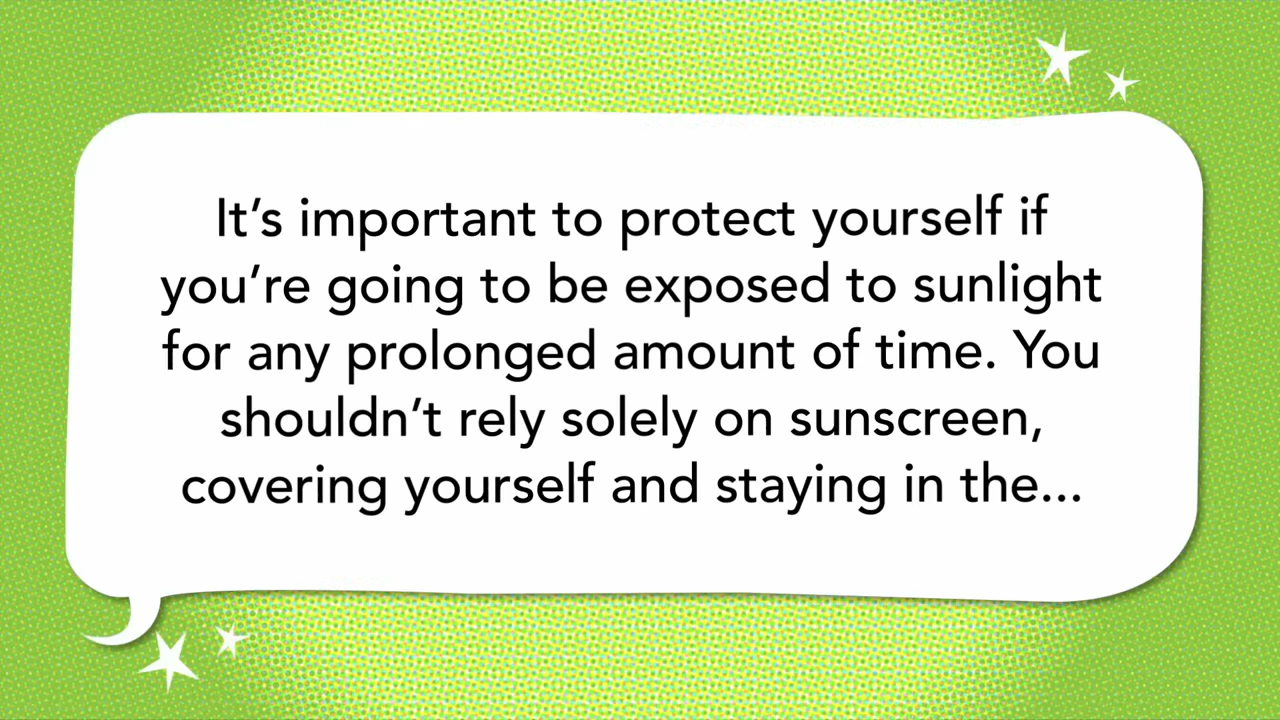 It’s important to protect yourself if
you’re going to be exposed to sunlight
for any prolonged amount of time. You
shouldn’t rely solely on sunscreen,
covering yourself and staying in the...